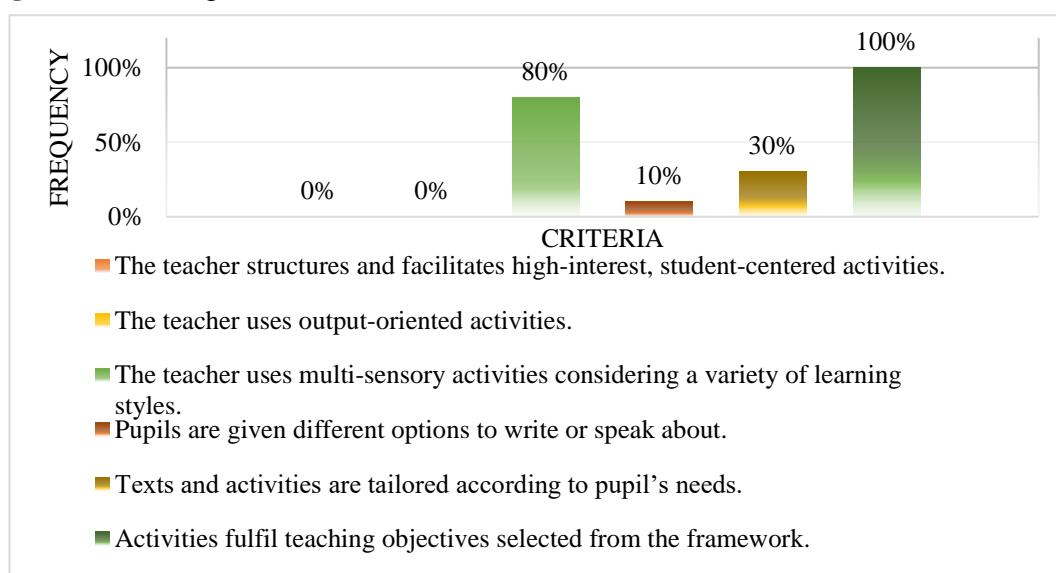 100%
80%
100%
50%
30%
10%
0%
0%
0%
FREQUENCY
CRITERIA
The teacher structures and facilitates high-interest, student-centered activities.
The teacher uses output-oriented activities.
The teacher uses multi-sensory activities considering a variety of learning
styles.
Pupils are given different options to write or speak about.
Texts and activities are tailored according to pupil's needs.
Activities fulfil teaching objectives selected from the framework.